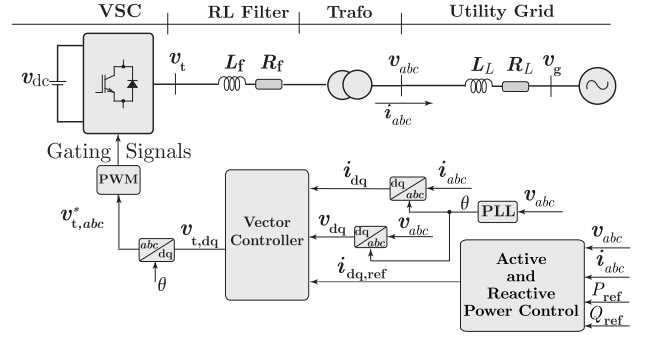 VSC RL Filter Trafo Utility Grid
v_dc
v_t
L_f R_f
v_abc
i_abc
L_L R_L
v_g
Gating Signals
PWM
v*_t,abc
abc dq
θ
v_t,dq
Vector
Controller
i_dq
dq abc
i_abc
θ
PLL
v_abc
v_dq
dq abc
v_abc
i_dq,ref
Active
and
Reactive
Power Control
v_abc
i_abc
P_ref
Q_ref